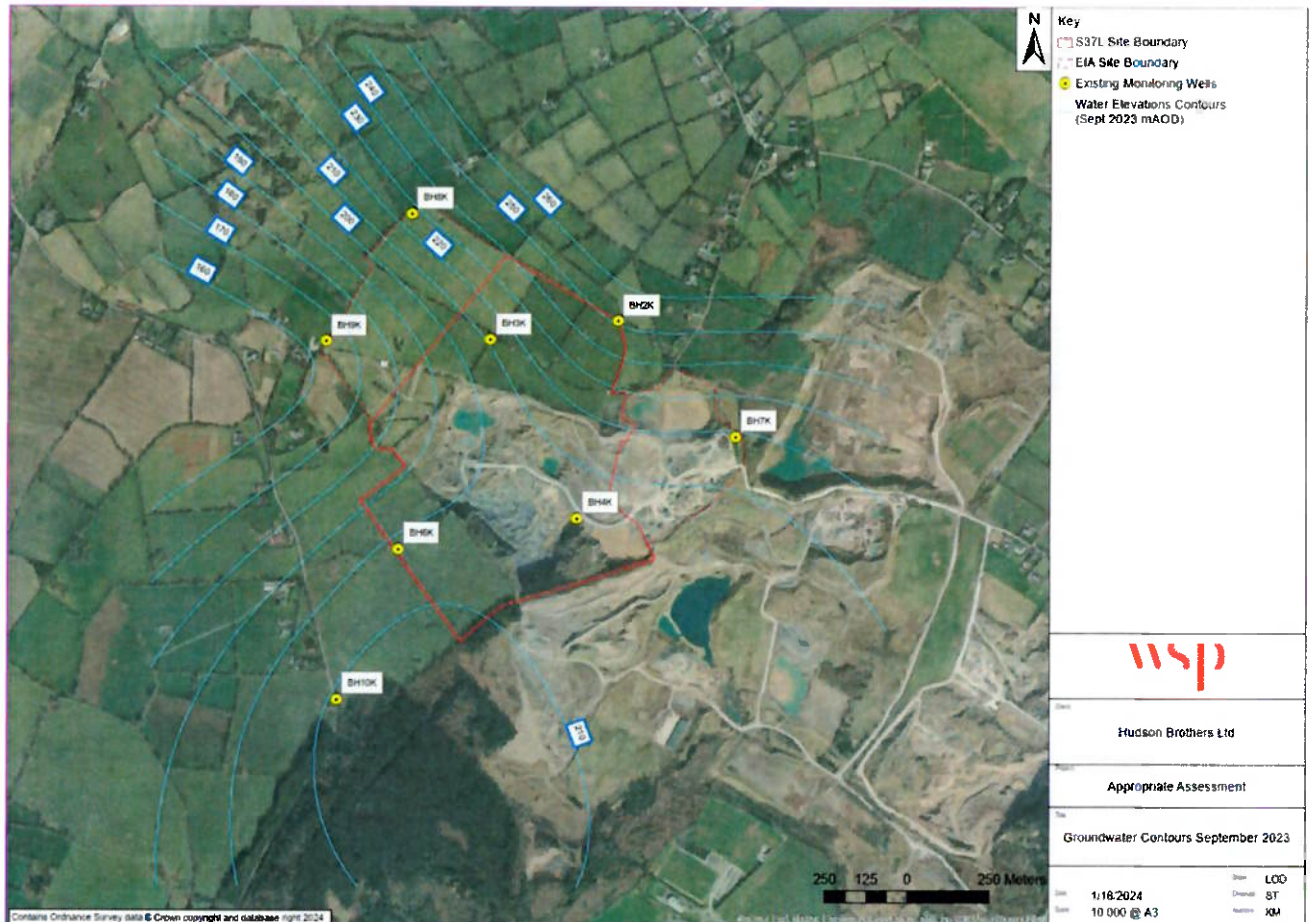 N
Key
S37L Site Boundary
EIA Site Boundary
Existing Monitoring Wells
Water Elevations Contours
(Sept 2023 mAOD)
240
230
190
210
180
BH8K
200
250
260
170
220
160
BH2K
BH3K
BH9K
BH7K
BH4K
BH6K
BH10K
210
wsp
Hudson Brothers Ltd
Appropriate Assessment
Groundwater Contours September 2023
250 125 0 250 Meters
LOD
1/16/2024
ST
10 000 @ A3
XM
Contains Ordnance Survey data © Crown copyright and database right 2024